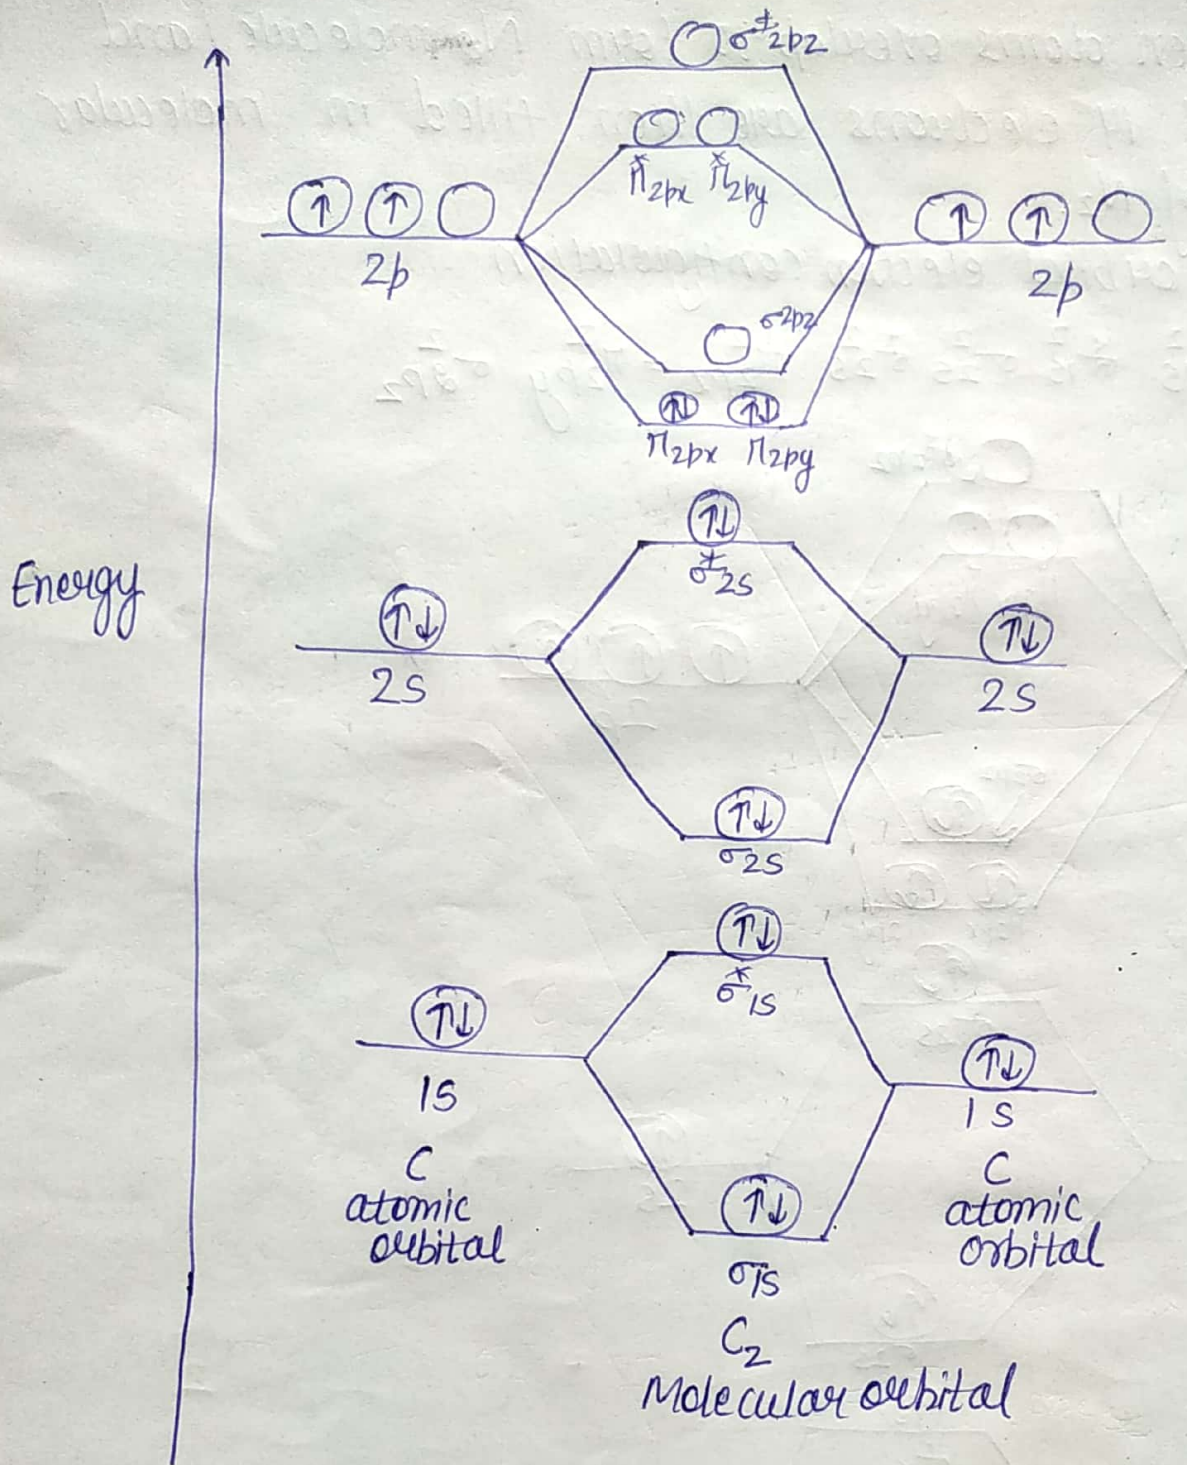 σ*2pz
π*2px π*2py
2p
2p
σ2pz
π2px π2py
σ*2s
Energy
2s
2s
σ2s
σ*1s
1s
1s
C
atomic
orbital
C
atomic
orbital
σ1s
C2
Molecular orbital